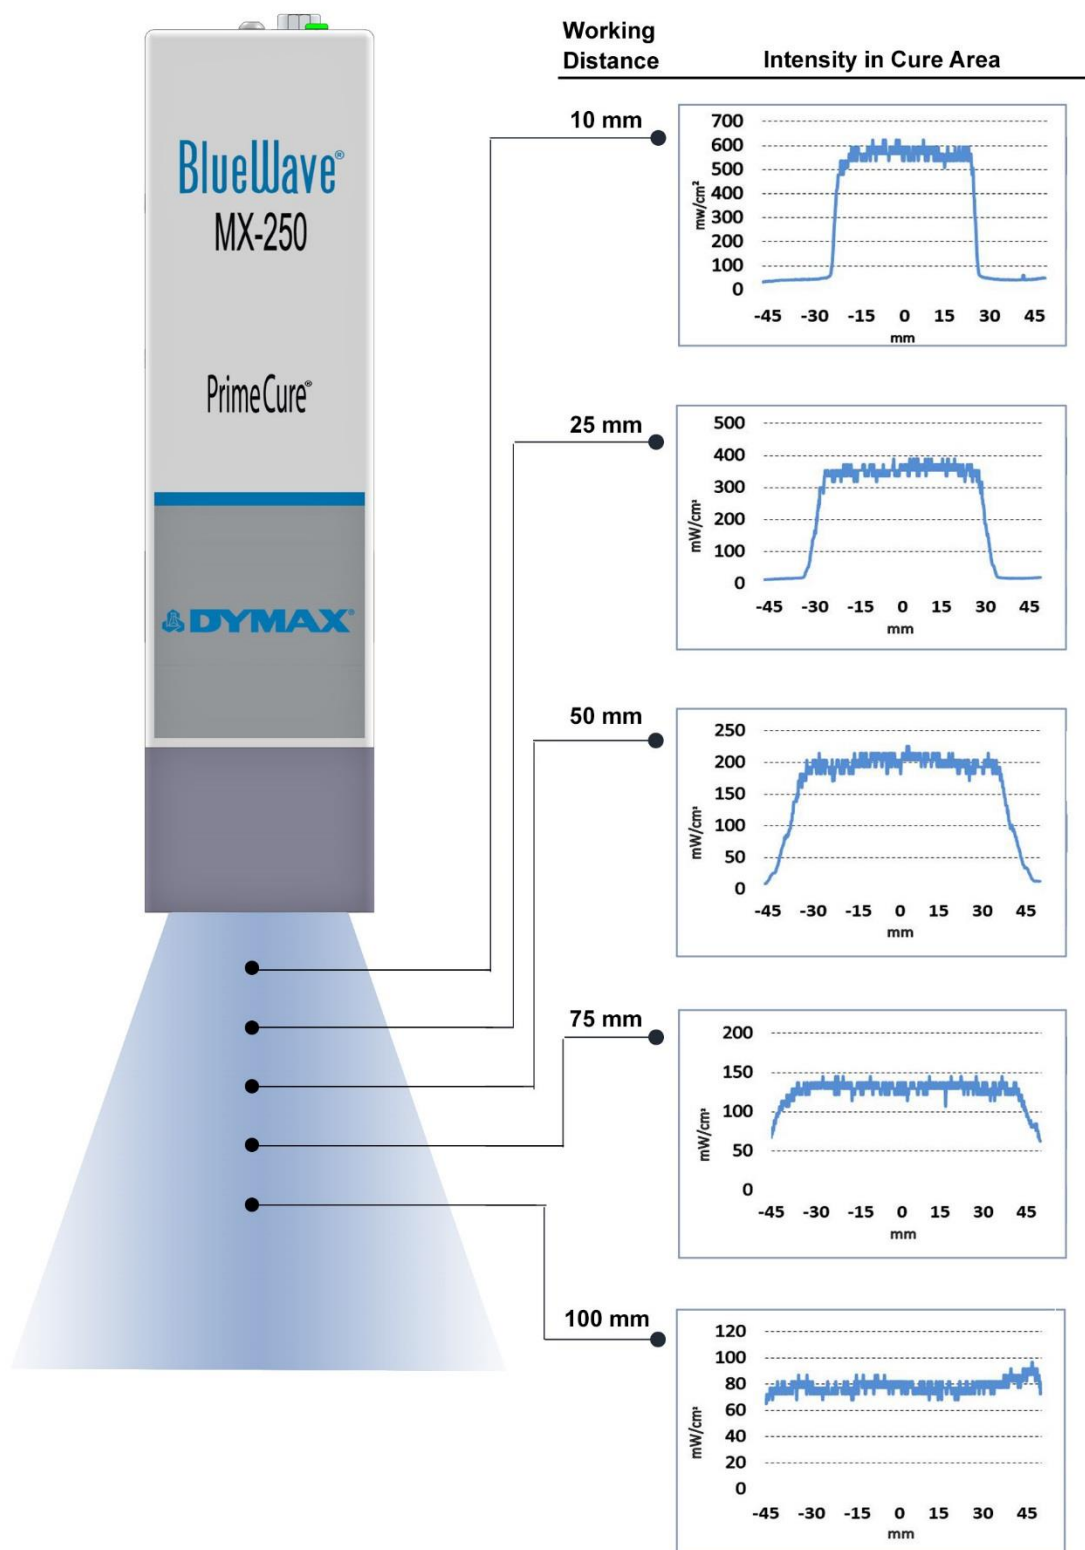 BlueWave®
MX-250
PrimeCure®
DYMAX®
Working
Distance
Intensity in Cure Area
10 mm
700
600
500
400
300
200
100
0
mw/cm²
-45 -30 -15 0 15 30 45
mm
25 mm
500
400
300
200
100
0
mW/cm²
-45 -30 -15 0 15 30 45
mm
50 mm
250
200
150
100
50
0
mW/cm²
-45 -30 -15 0 15 30 45
mm
75 mm
200
150
100
50
0
mW/cm²
-45 -30 -15 0 15 30 45
mm
100 mm
120
100
80
60
40
20
0
mW/cm²
-45 -30 -15 0 15 30 45
mm